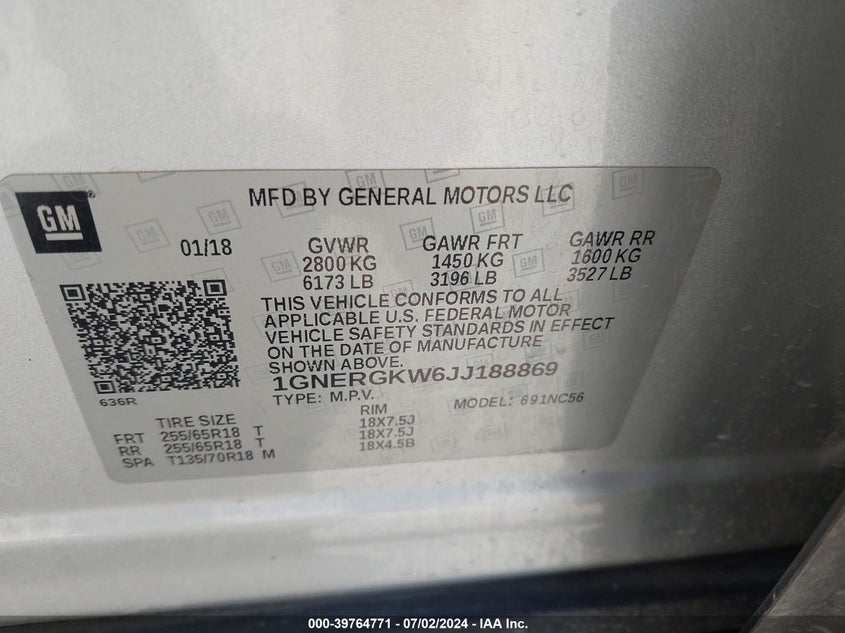 GM
MFD BY GENERAL MOTORS LLC
01/18 GVWR GAWR FRT GAWR RR
2800 KG 1450 KG 1600 KG
6173 LB 3196 LB 3527 LB
THIS VEHICLE CONFORMS TO ALL
APPLICABLE U.S. FEDERAL MOTOR
VEHICLE SAFETY STANDARDS IN EFFECT
ON THE DATE OF MANUFACTURE
SHOWN ABOVE.
1GNERGKW6JJ188869
636R
TYPE: M.P.V. MODEL: 691NC56
TIRE SIZE RIM
FRT 255/65R18 T 18X7.5J
RR 255/65R18 T 18X7.5J
SPA T135/70R18 M 18X4.5B
000-39764771 - 07/02/2024 - IAA Inc.